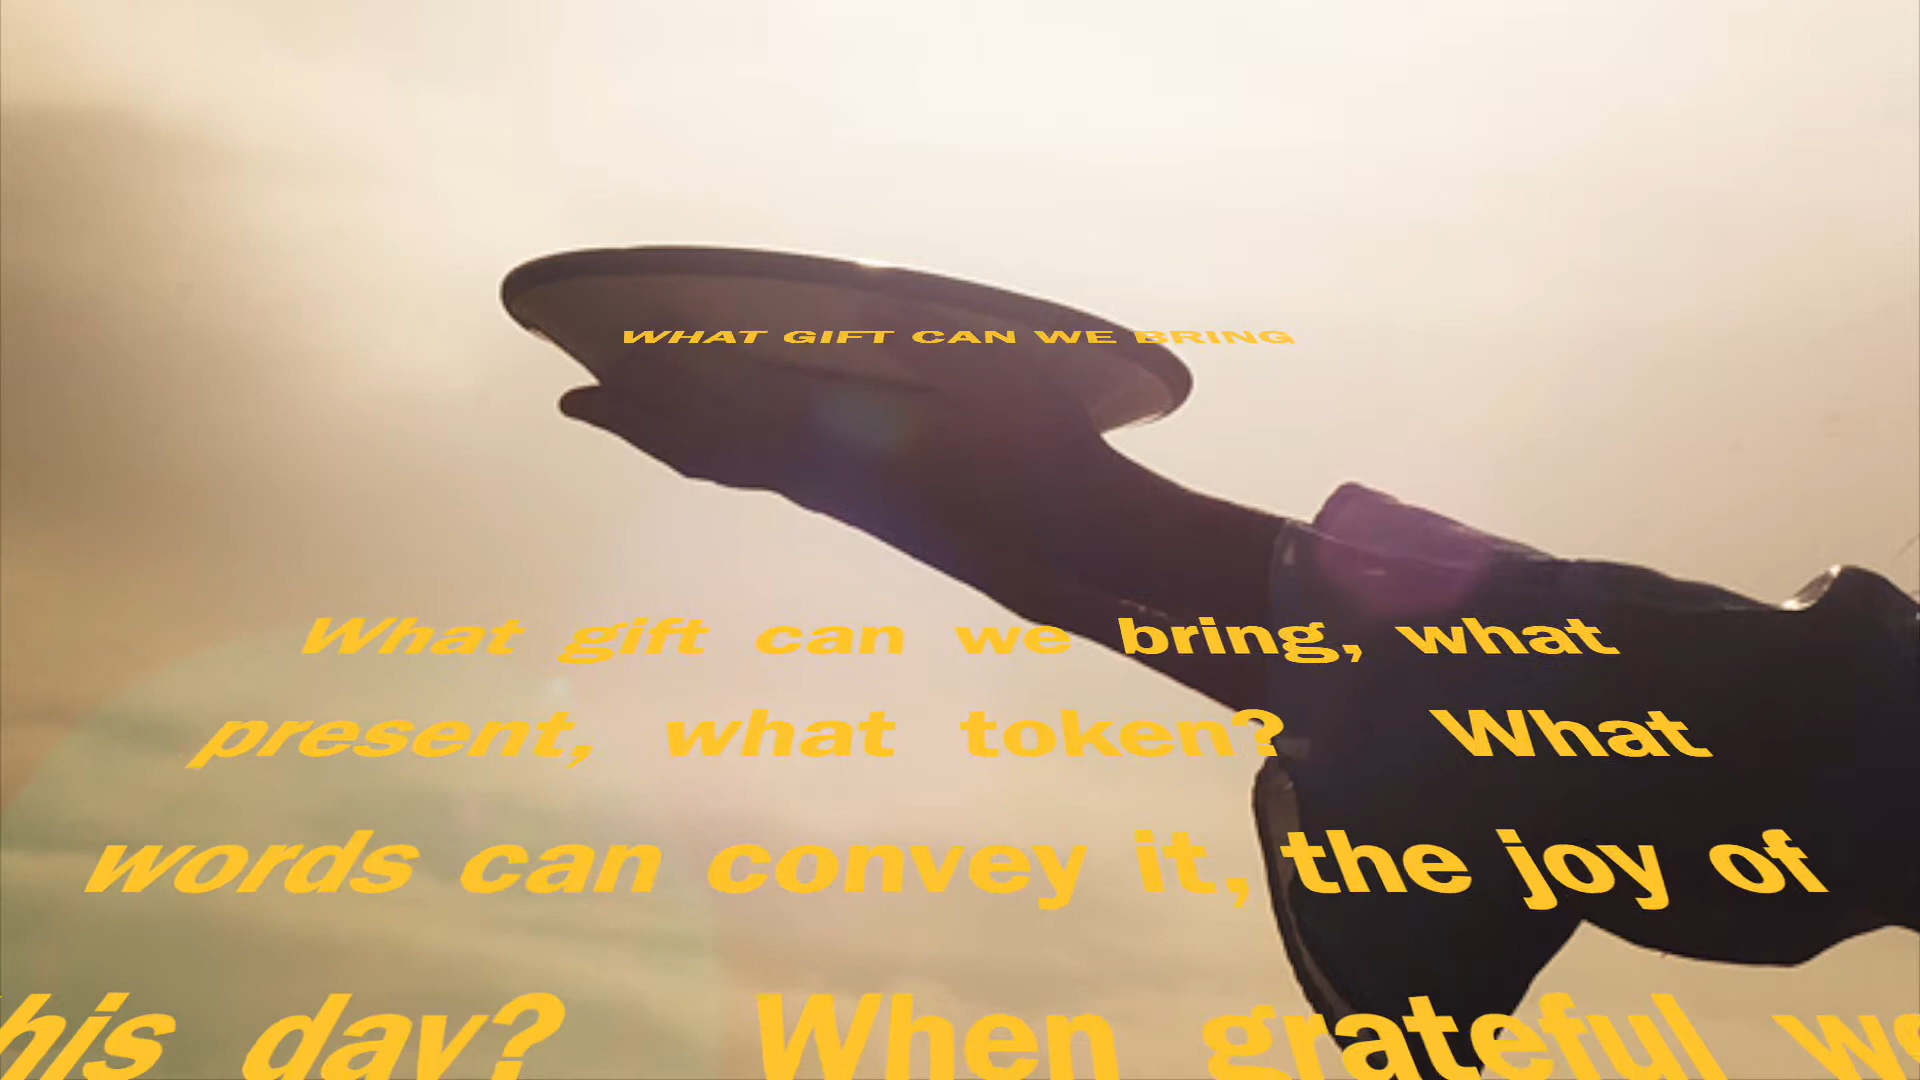 WHAT GIFT CAN WE BRING
What gift can we bring, what
present, what token? What
words can convey it, the joy of
his day? When grateful